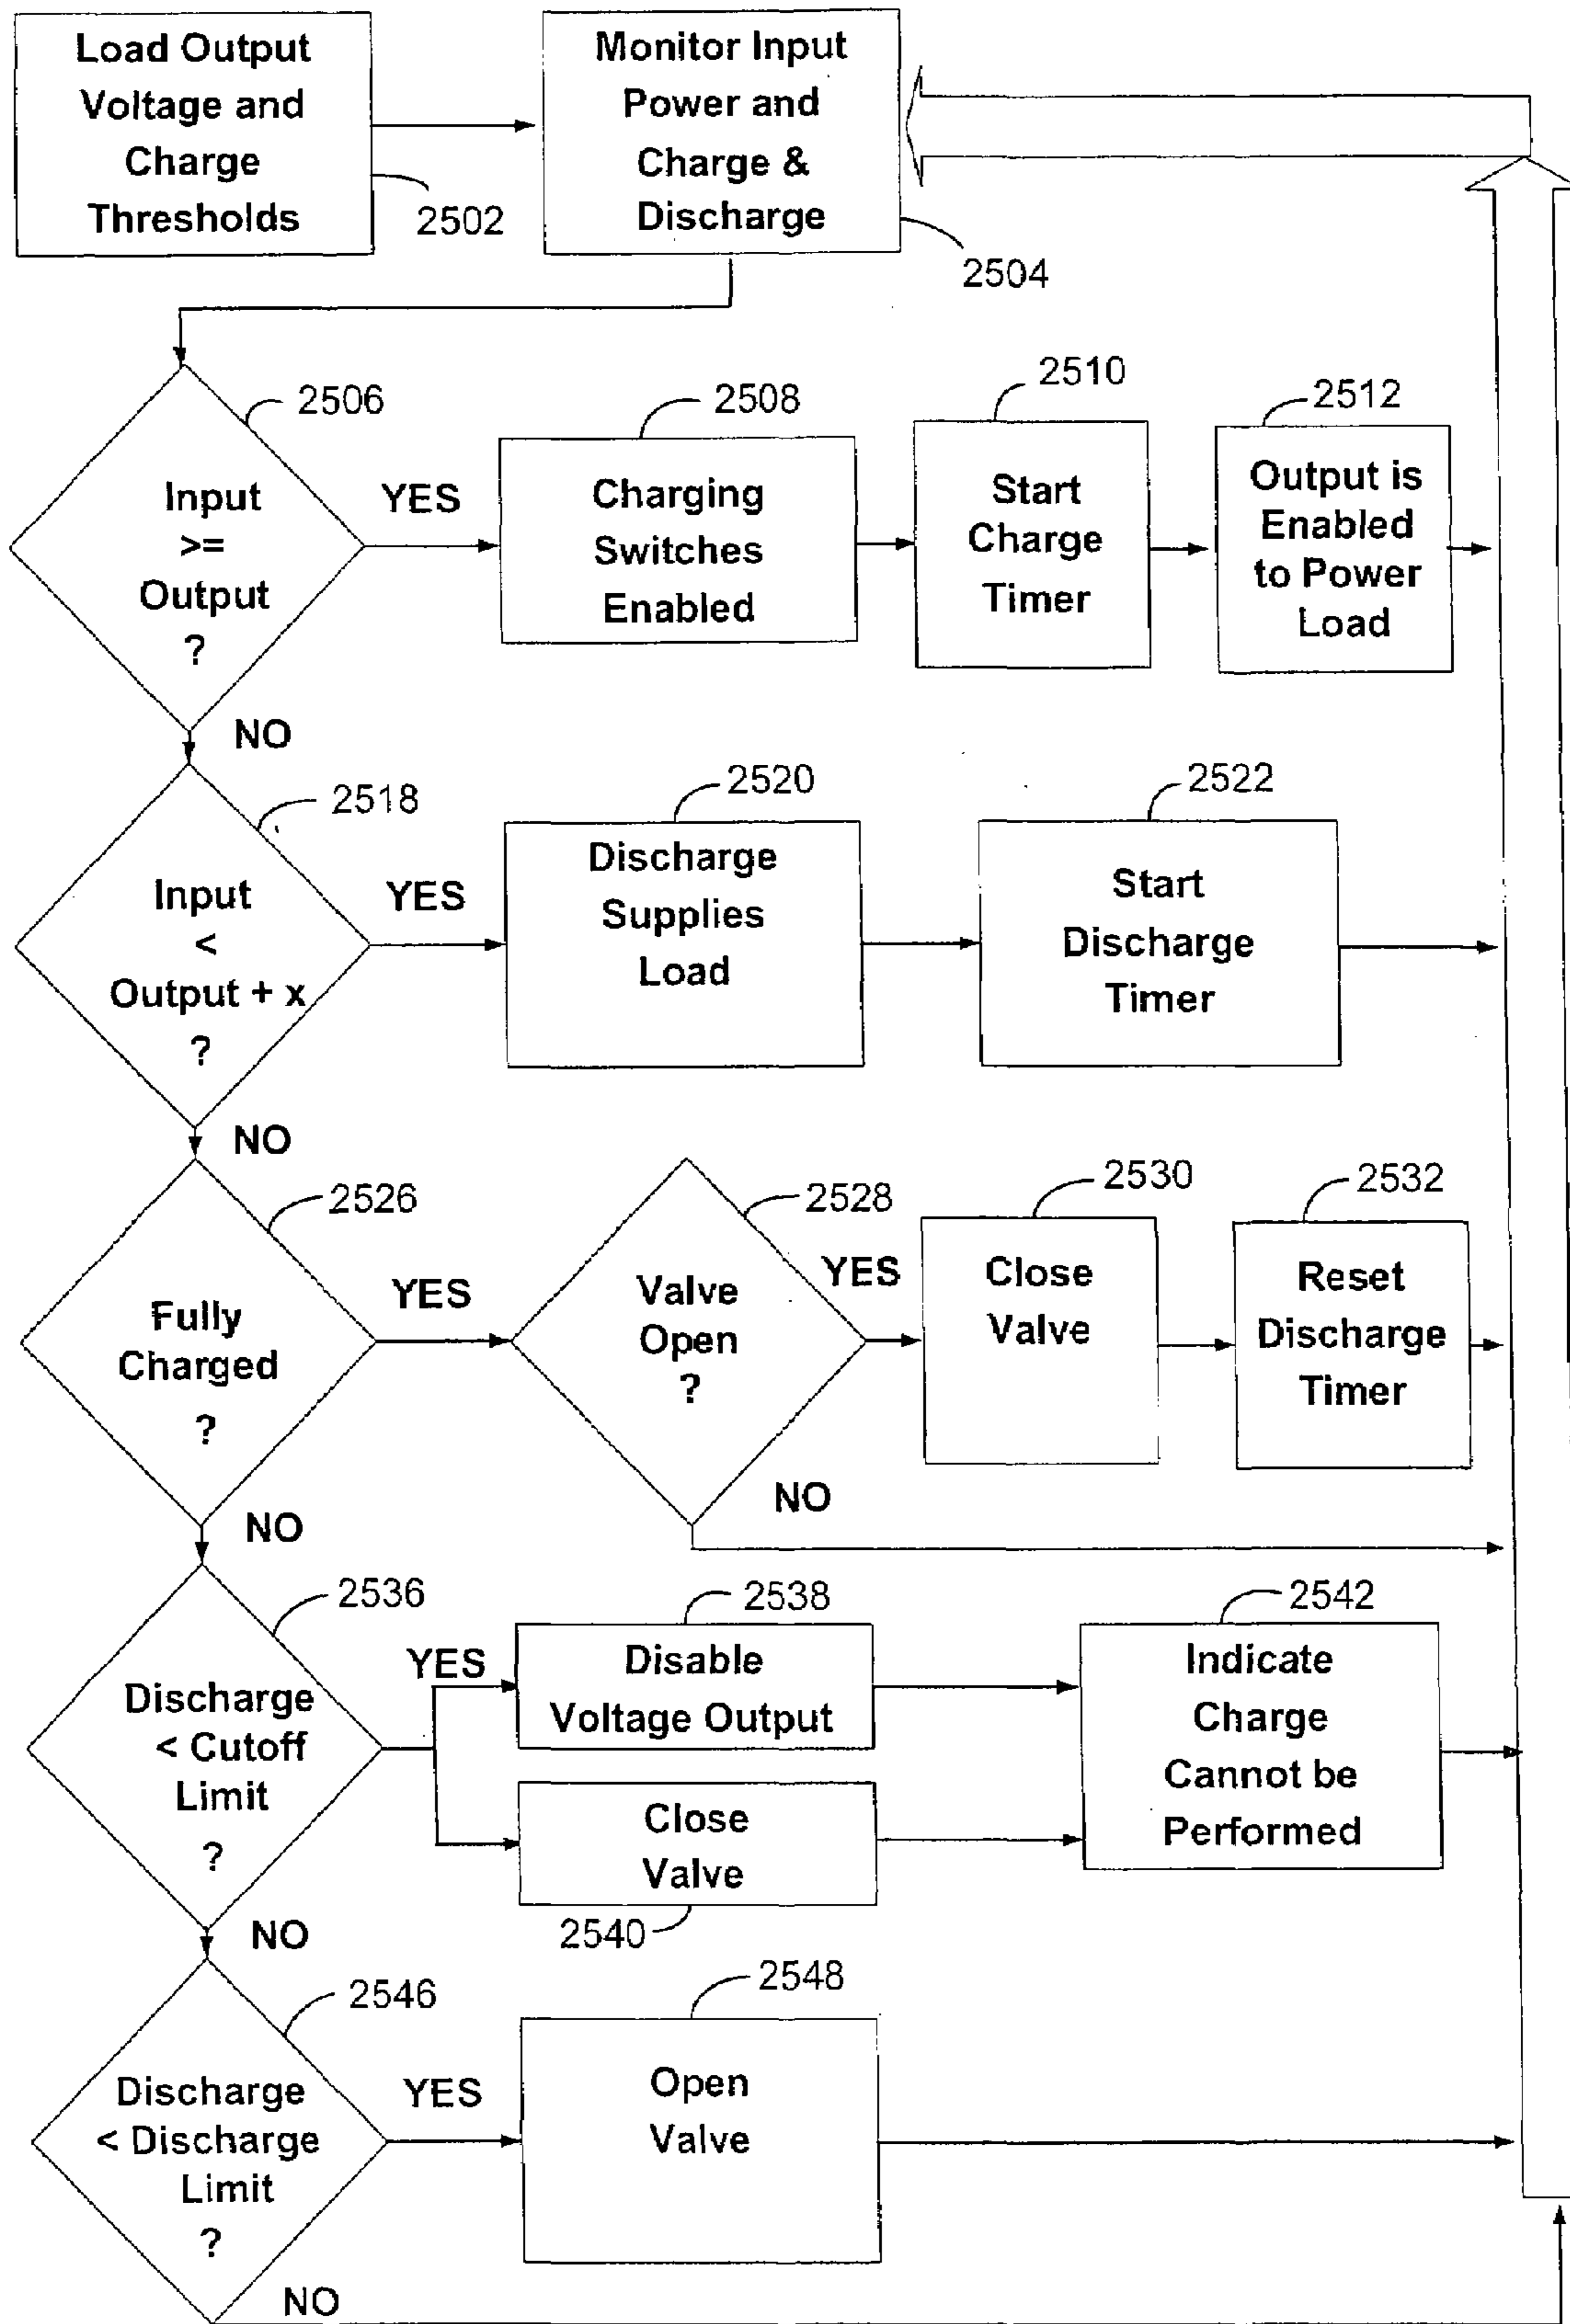 Load Output
Voltage and
Charge
Thresholds
2502
Monitor Input
Power and
Charge &
Discharge
2504
2506
Input
>=
Output
?
YES
2508
Charging
Switches
Enabled
2510
Start
Charge
Timer
2512
Output is
Enabled
to Power
Load
NO
2518
Input
<
Output + x
?
YES
2520
Discharge
Supplies
Load
2522
Start
Discharge
Timer
NO
2526
Fully
Charged
?
YES
2528
Valve
Open
?
YES
2530
Close
Valve
2532
Reset
Discharge
Timer
NO
NO
2536
Discharge
< Cutoff
Limit
?
YES
2538
Disable
Voltage Output
Close
Valve
2540
2542
Indicate
Charge
Cannot be
Performed
NO
2546
Discharge
< Discharge
Limit
?
YES
2548
Open
Valve
NO